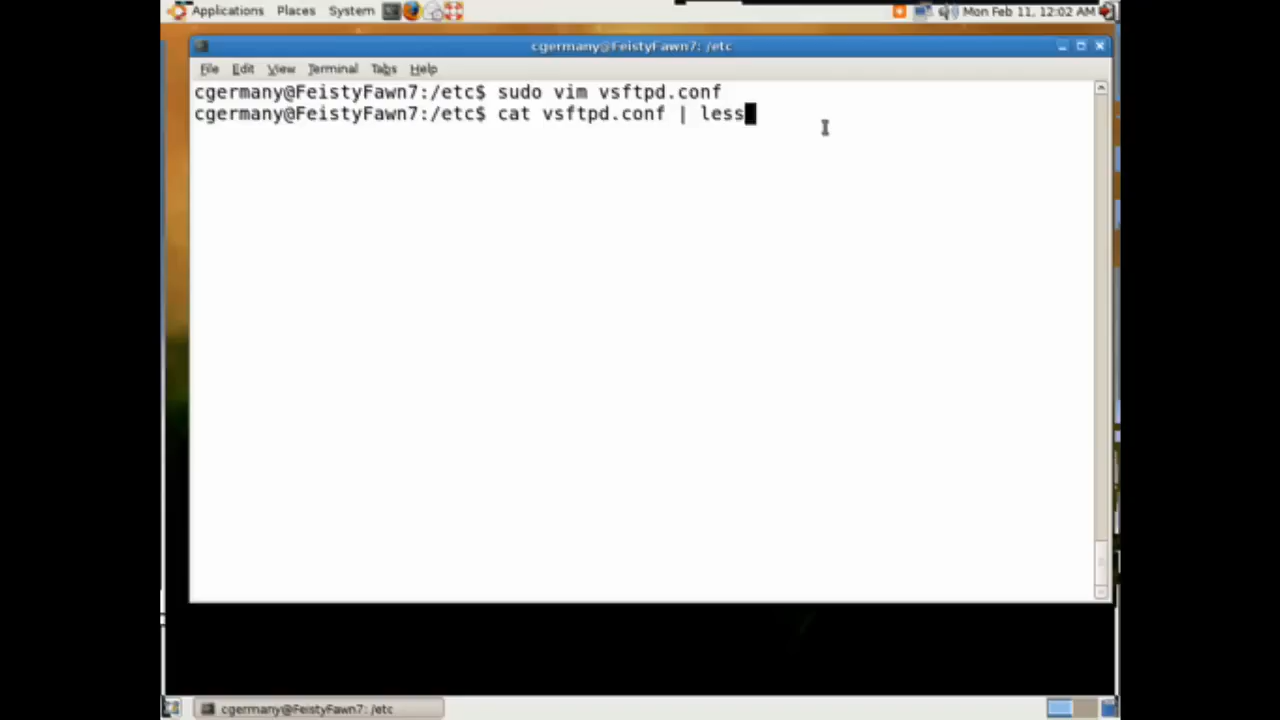 Applications Places System Mon Feb 11, 12:02 AM
cgermany@FeistyFawn7: /etc
File Edit View Terminal Tabs Help
cgermany@FeistyFawn7:/etc$ sudo vim vsftpd.conf
cgermany@FeistyFawn7:/etc$ cat vsftpd.conf | less
cgermany@FeistyFawn7: /etc